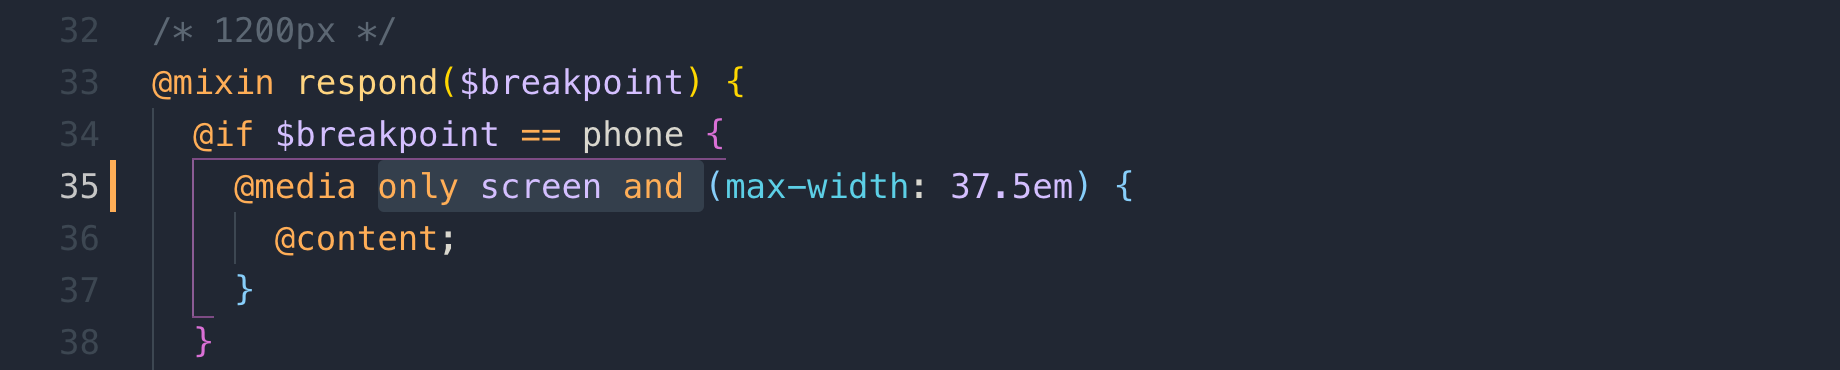 32 /* 1200px */
33 @mixin respond($breakpoint) {
34 @if $breakpoint == phone {
35 @media only screen and (max-width: 37.5em) {
36 @content;
37 }
38 }